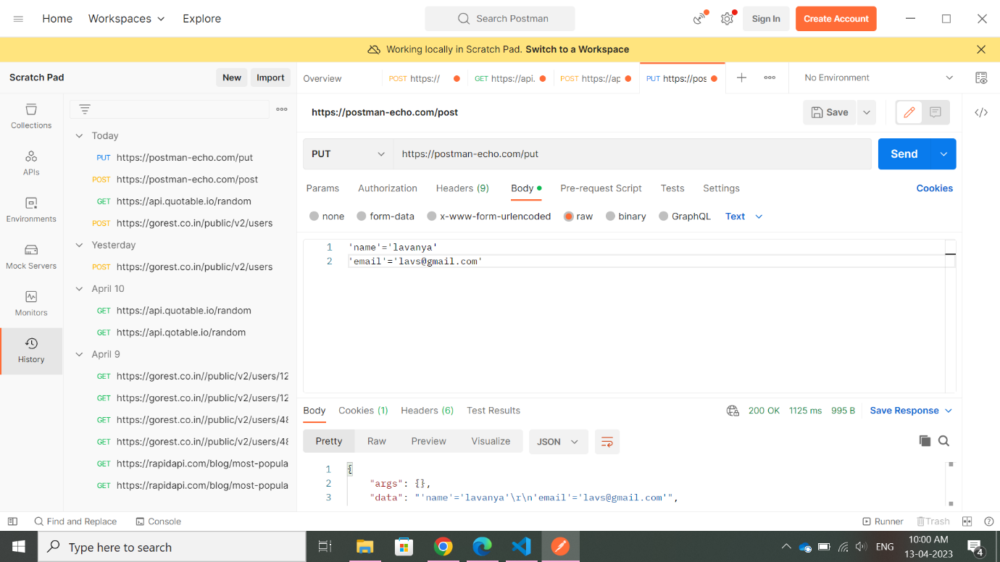 Home Workspaces Explore Search Postman Sign In Create Account
Working locally in Scratch Pad. Switch to a Workspace
Scratch Pad New Import Overview POST https:// GET https://api. POST https://ap PUT https://pos No Environment
https://postman-echo.com/post Save
Collections
APIs
Environments
Mock Servers
Monitors
History
Today
PUT https://postman-echo.com/put
POST https://postman-echo.com/post
GET https://api.quotable.io/random
POST https://gorest.co.in/public/v2/users
Yesterday
POST https://gorest.co.in/public/v2/users
April 10
GET https://api.quotable.io/random
GET https://api.qotable.io/random
April 9
GET https://gorest.co.in//public/v2/users/12
GET https://gorest.co.in//public/v2/users/12
GET https://gorest.co.in//public/v2/users/48
GET https://gorest.co.in//public/v2/users/48
GET https://rapidapi.com/blog/most-popula
GET https://rapidapi.com/blog/most-popula
PUT https://postman-echo.com/put Send
Params Authorization Headers (9) Body Pre-request Script Tests Settings Cookies
none form-data x-www-form-urlencoded raw binary GraphQL Text
1 'name'='lavanya'
2 'email'='lavs@gmail.com'
Body Cookies (1) Headers (6) Test Results 200 OK 1125 ms 995 B Save Response
Pretty Raw Preview Visualize JSON
1 {
2 "args": {},
3 "data": "'name'='lavanya'\r\n'email'='lavs@gmail.com'",
Find and Replace Console Runner Trash
Type here to search ENG 10:00 AM
13-04-2023 4